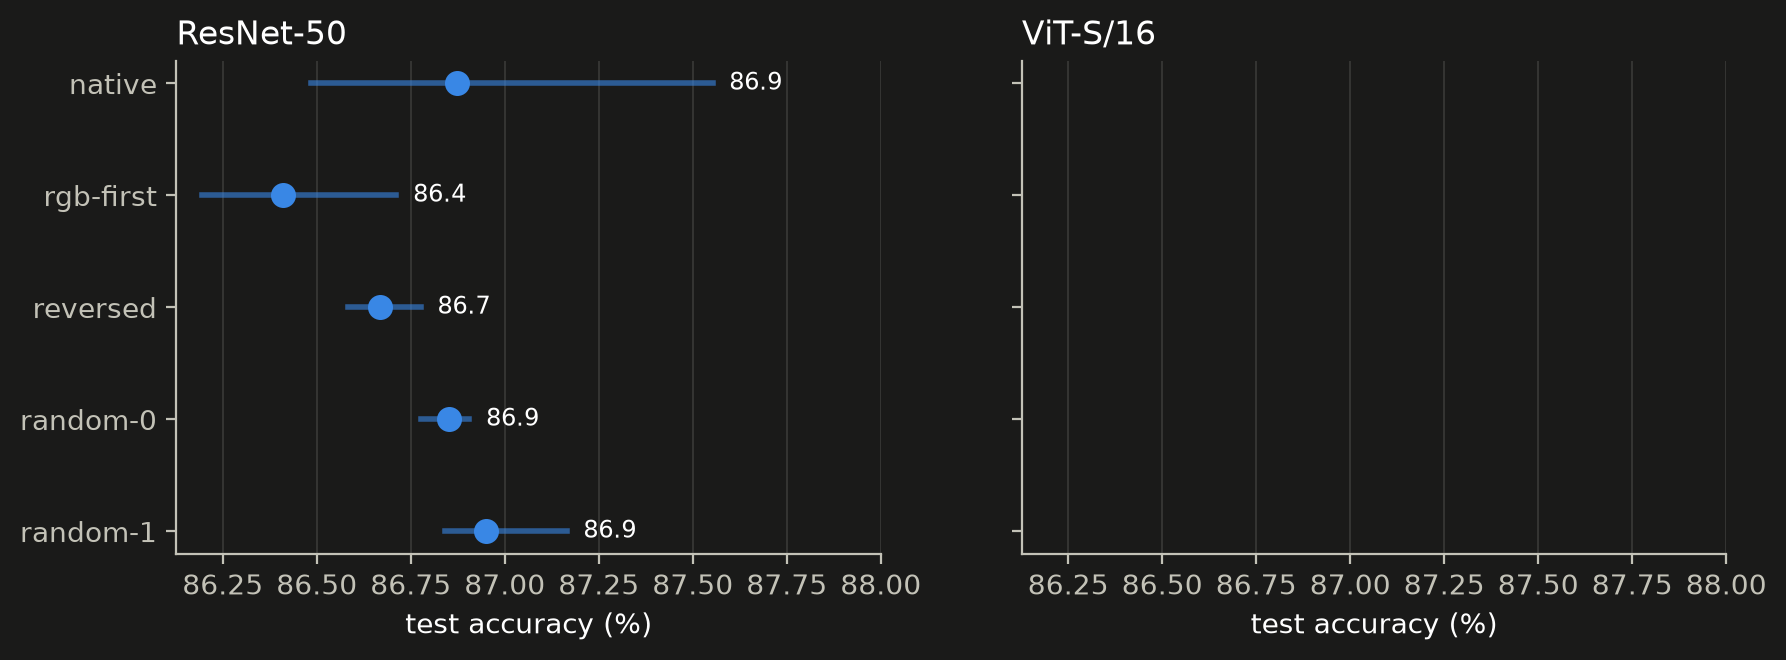 ResNet-50
native
86.9
rgb-first
86.4
reversed
86.7
random-0
86.9
random-1
86.9
86.25 86.50 86.75 87.00 87.25 87.50 87.75 88.00
test accuracy (%)
ViT-S/16
86.25 86.50 86.75 87.00 87.25 87.50 87.75 88.00
test accuracy (%)